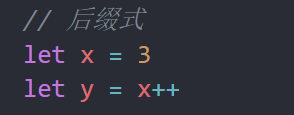 // 后缀式
let x = 3
let y = x++